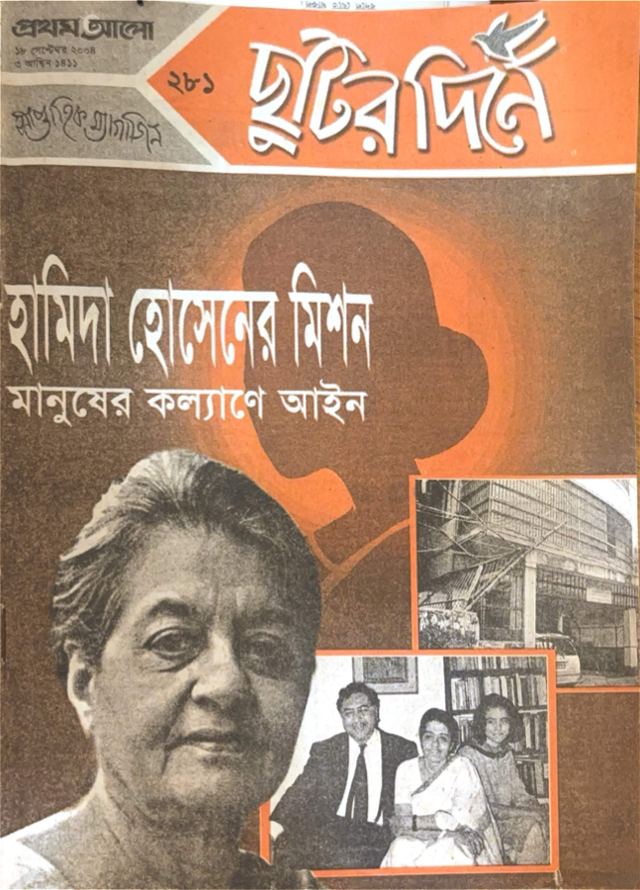 প্রথম আলো
১৮ সেপ্টেম্বর ২০০৪
৩ আশ্বিন ১৪১১
সাপ্তাহিক ম্যাগাজিন
২৮১
ছুটির দিনে
হামিদা হোসেনের মিশন
মানুষের কল্যাণে আইন